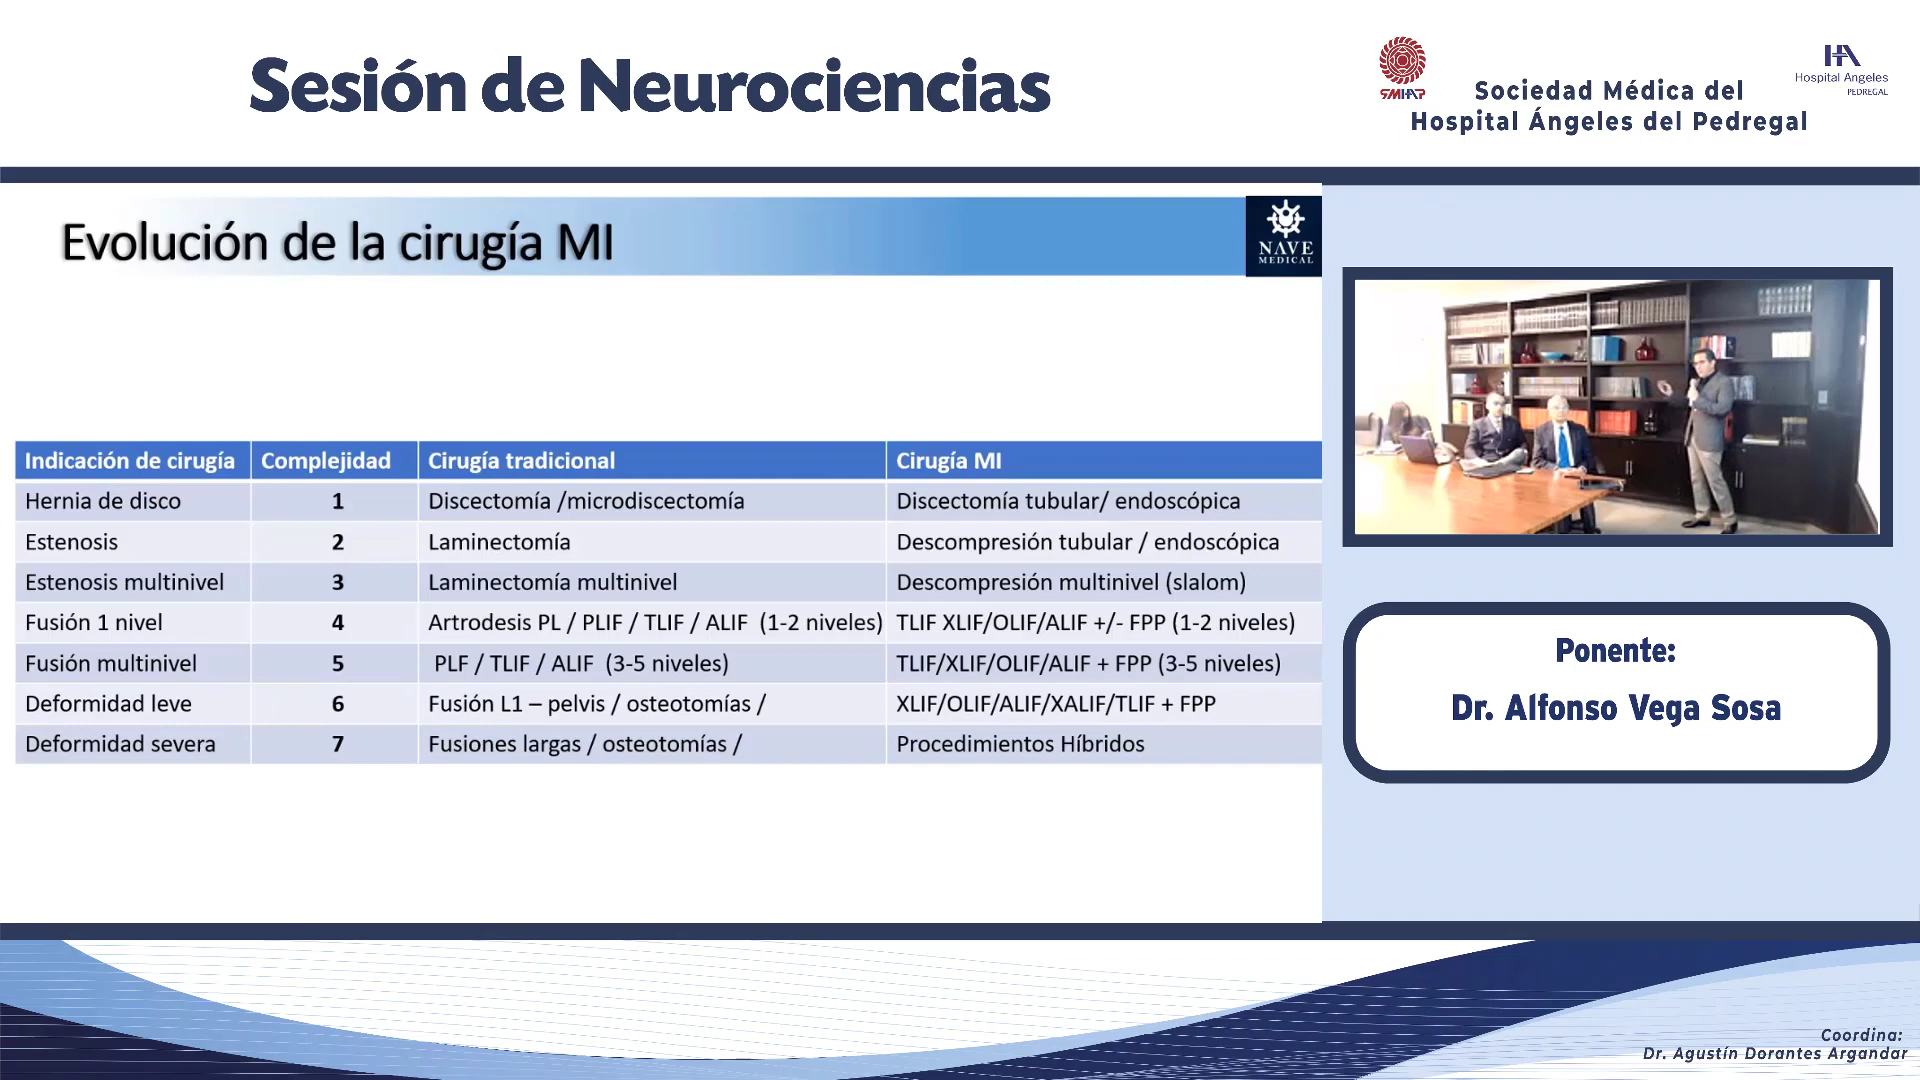 Sesión de Neurociencias
SMHAP
Sociedad Médica del
Hospital Ángeles del Pedregal
HA
Hospital Angeles
PEDREGAL
Evolución de la cirugía MI
NAVE
MEDICAL
Indicación de cirugía Complejidad Cirugía tradicional Cirugía MI
Hernia de disco 1 Discectomía /microdiscectomía Discectomía tubular/ endoscópica
Estenosis 2 Laminectomía Descompresión tubular / endoscópica
Estenosis multinivel 3 Laminectomía multinivel Descompresión multinivel (slalom)
Fusión 1 nivel 4 Artrodesis PL / PLIF / TLIF / ALIF (1-2 niveles) TLIF XLIF/OLIF/ALIF +/- FPP (1-2 niveles)
Fusión multinivel 5 PLF / TLIF / ALIF (3-5 niveles) TLIF/XLIF/OLIF/ALIF + FPP (3-5 niveles)
Deformidad leve 6 Fusión L1 – pelvis / osteotomías / XLIF/OLIF/ALIF/XALIF/TLIF + FPP
Deformidad severa 7 Fusiones largas / osteotomías / Procedimientos Híbridos
Ponente:
Dr. Alfonso Vega Sosa
Coordina:
Dr. Agustín Dorantes Argandar